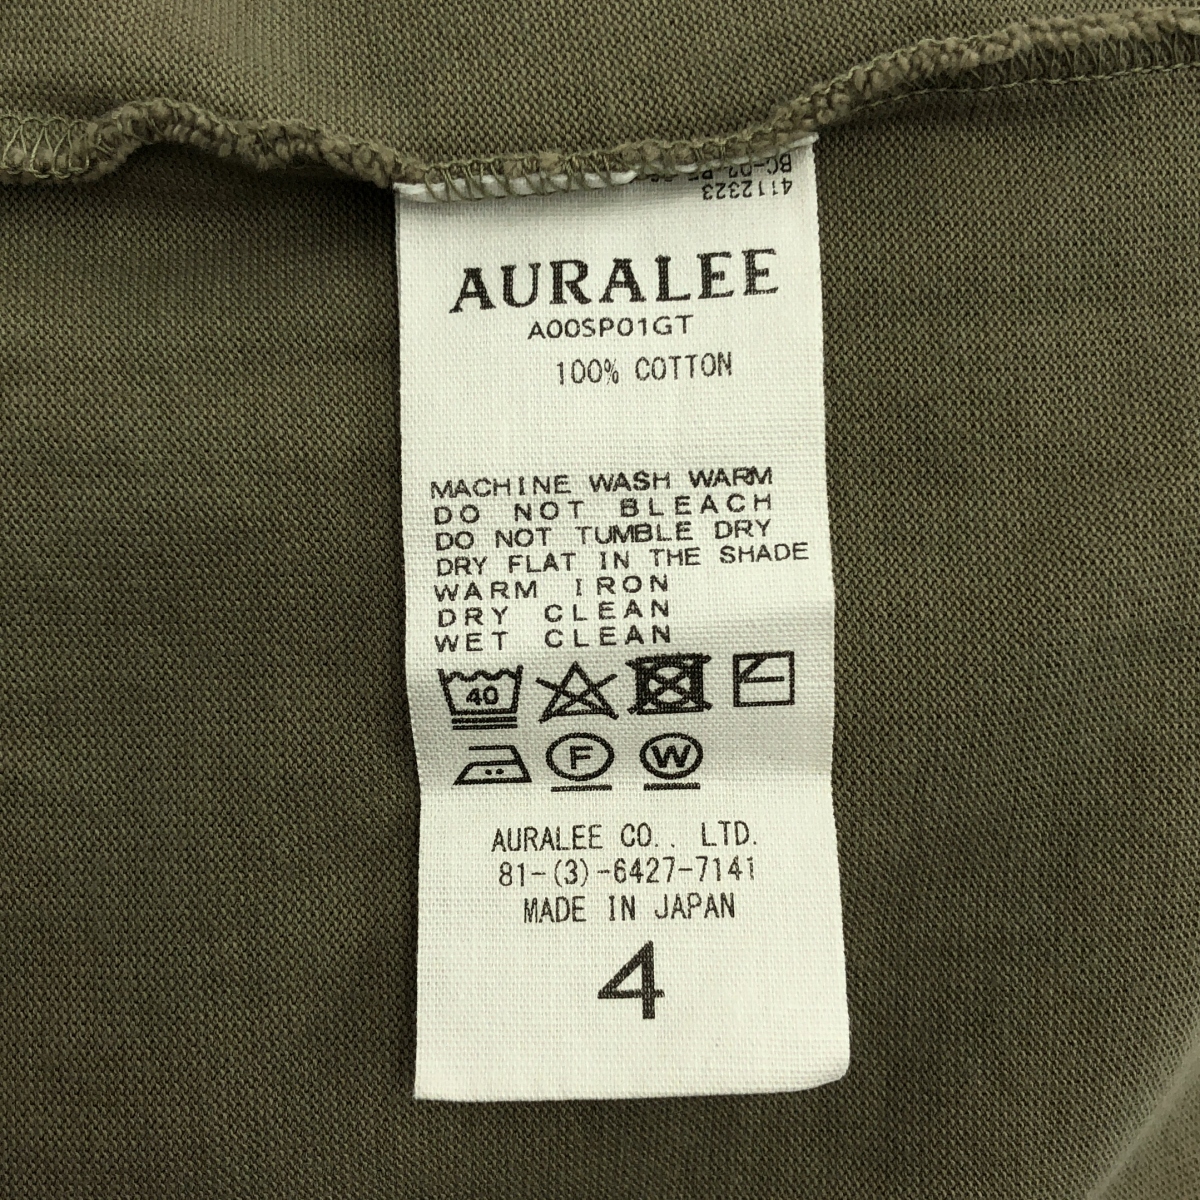 4112323
AURALEE
A00SP01GT
100% COTTON
MACHINE WASH WARM
DO NOT BLEACH
DO NOT TUMBLE DRY
DRY FLAT IN THE SHADE
WARM IRON
DRY CLEAN
WET CLEAN
40
F W
AURALEE CO., LTD.
81-(3)-6427-7141
MADE IN JAPAN
4